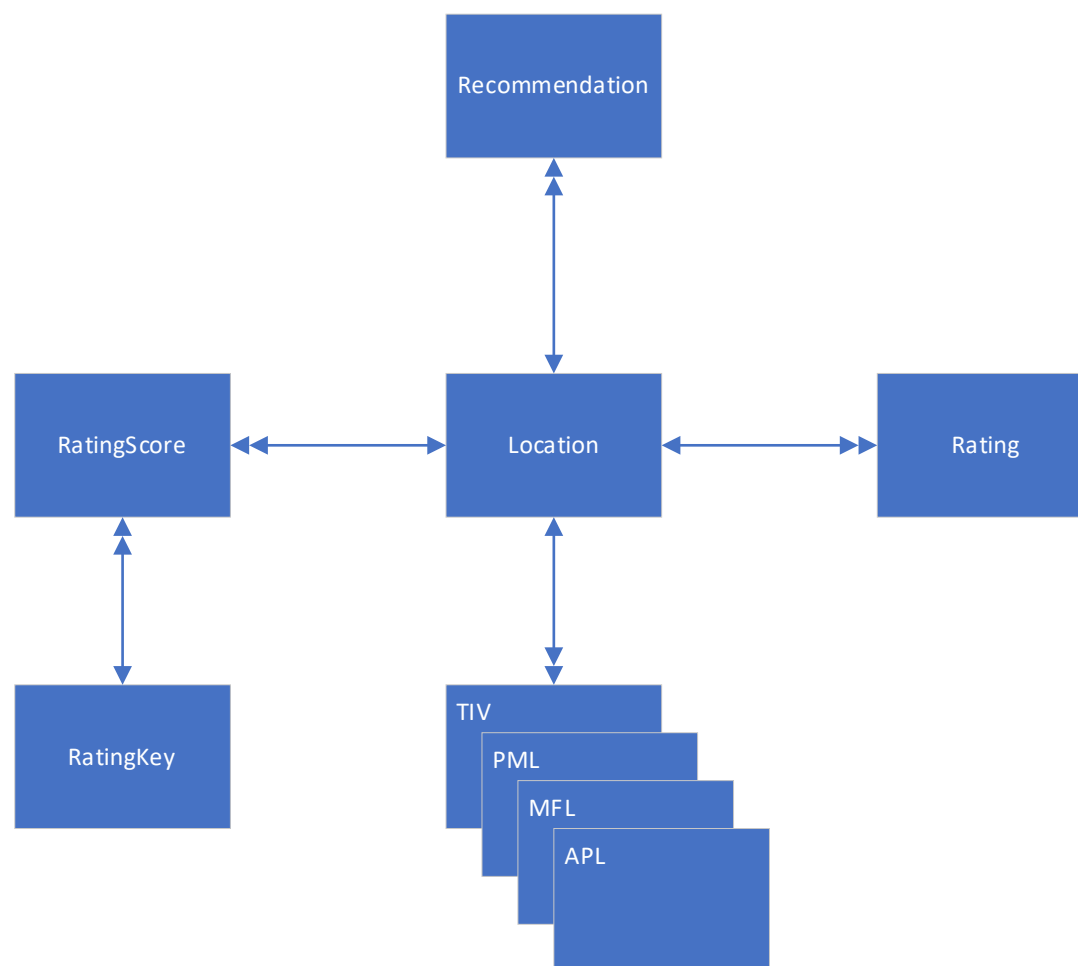 Recommendation
RatingScore
Location
Rating
RatingKey
TIV
PML
MFL
APL